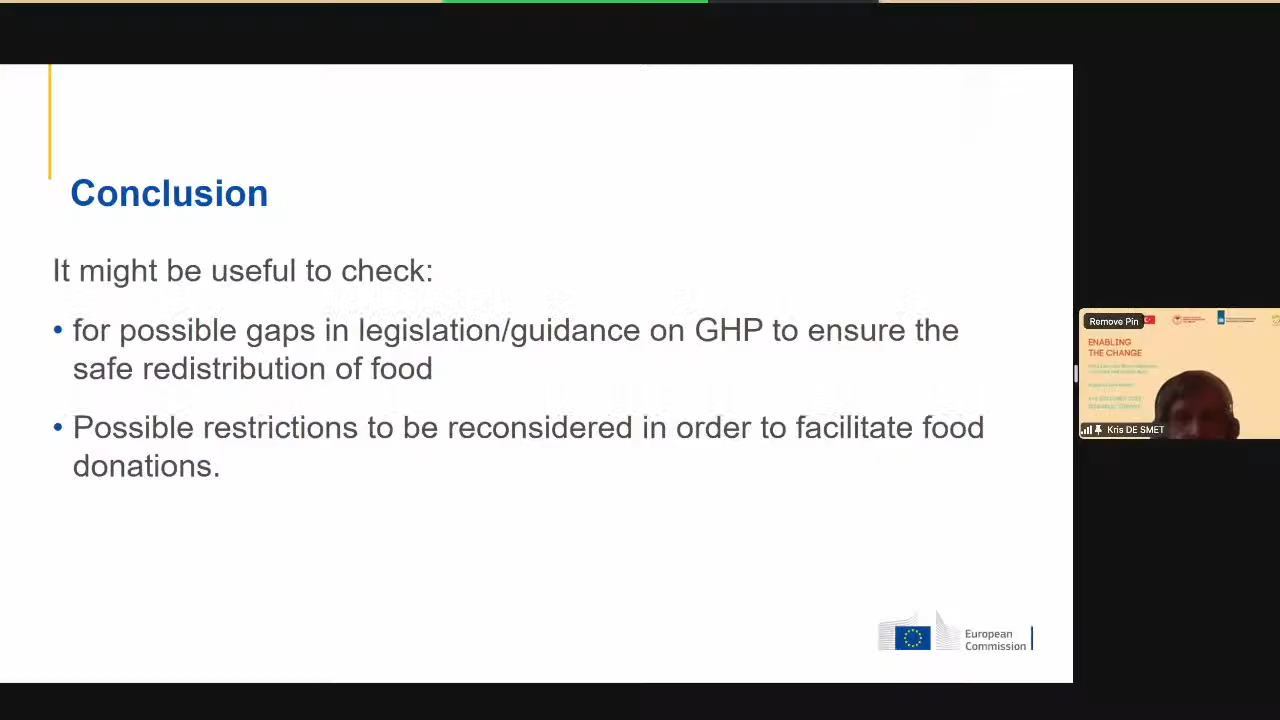 Conclusion
It might be useful to check:
• for possible gaps in legislation/guidance on GHP to ensure the
safe redistribution of food
• Possible restrictions to be reconsidered in order to facilitate food
donations.
European
Commission
Remove Pin
ENABLING
THE CHANGE
Kris DE SMET